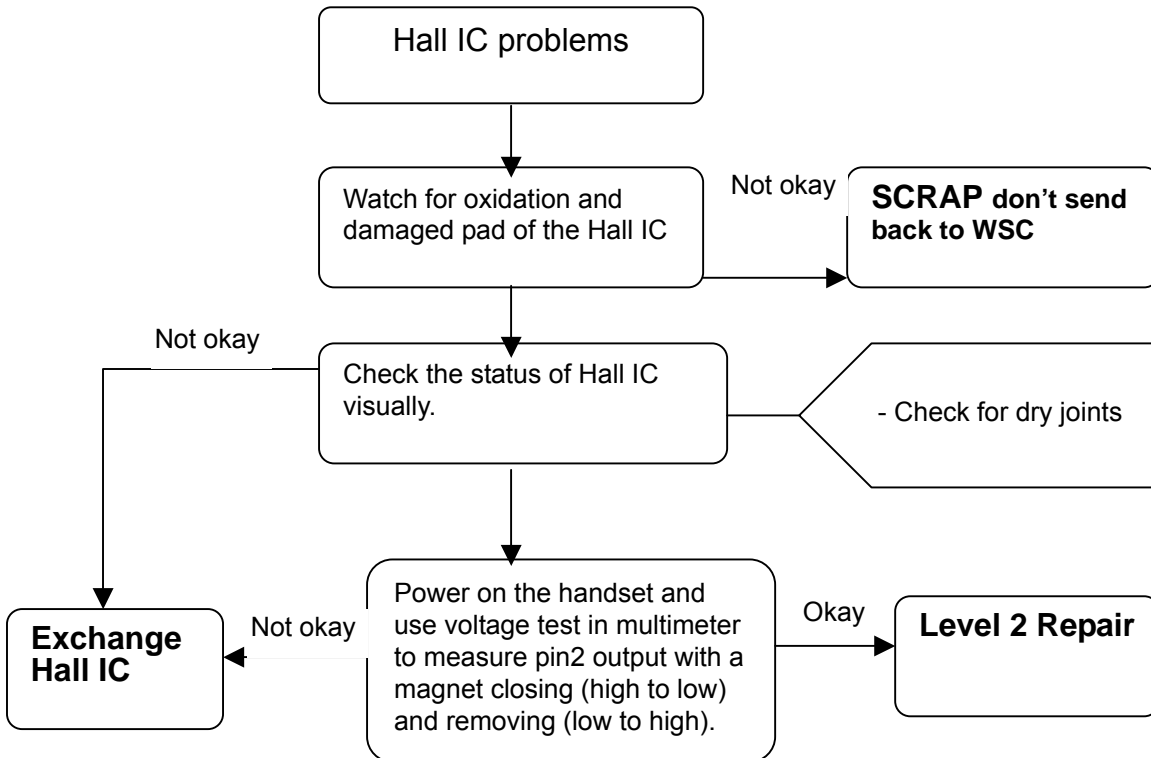 Hall IC problems
Watch for oxidation and
damaged pad of the Hall IC
Not okay
SCRAP don’t send
back to WSC
Not okay
Check the status of Hall IC
visually.
- Check for dry joints
Power on the handset and
use voltage test in multimeter
to measure pin2 output with a
magnet closing (high to low)
and removing (low to high).
Not okay
Exchange
Hall IC
Okay
Level 2 Repair